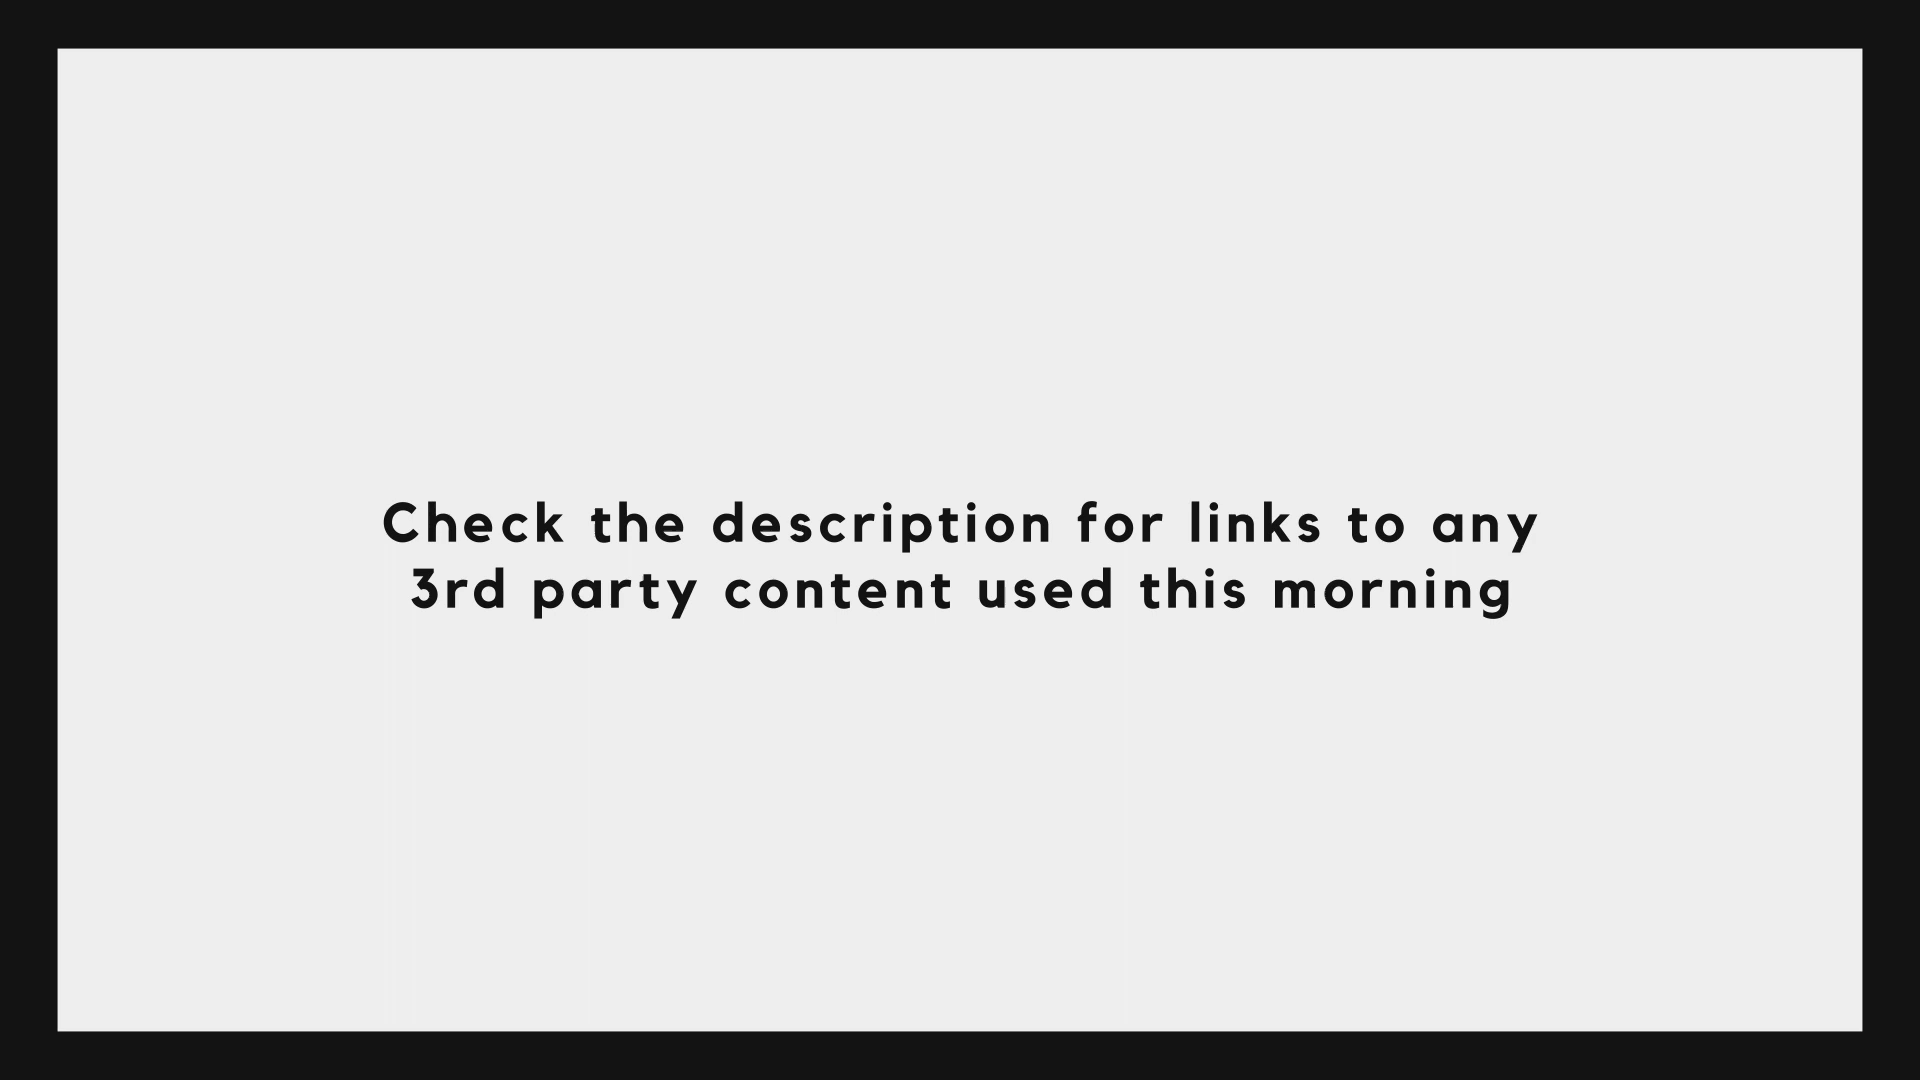 Check the description for links to any
3rd party content used this morning